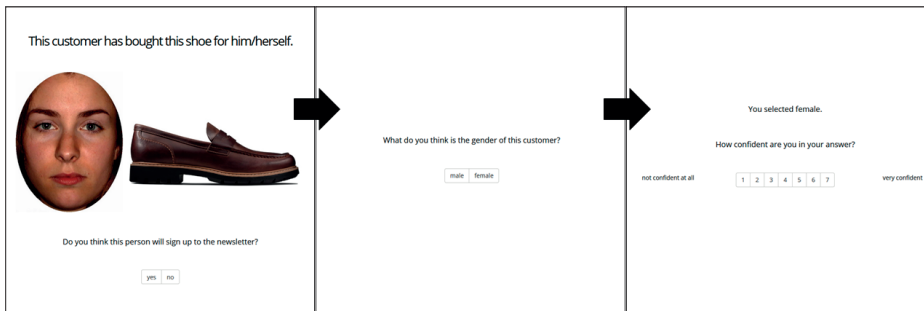 This customer has bought this shoe for him/herself.
Do you think this person will sign up to the newsletter?
yes no
What do you think is the gender of this customer?
male female
You selected female.
How confident are you in your answer?
not confident at all 1 2 3 4 5 6 7 very confident